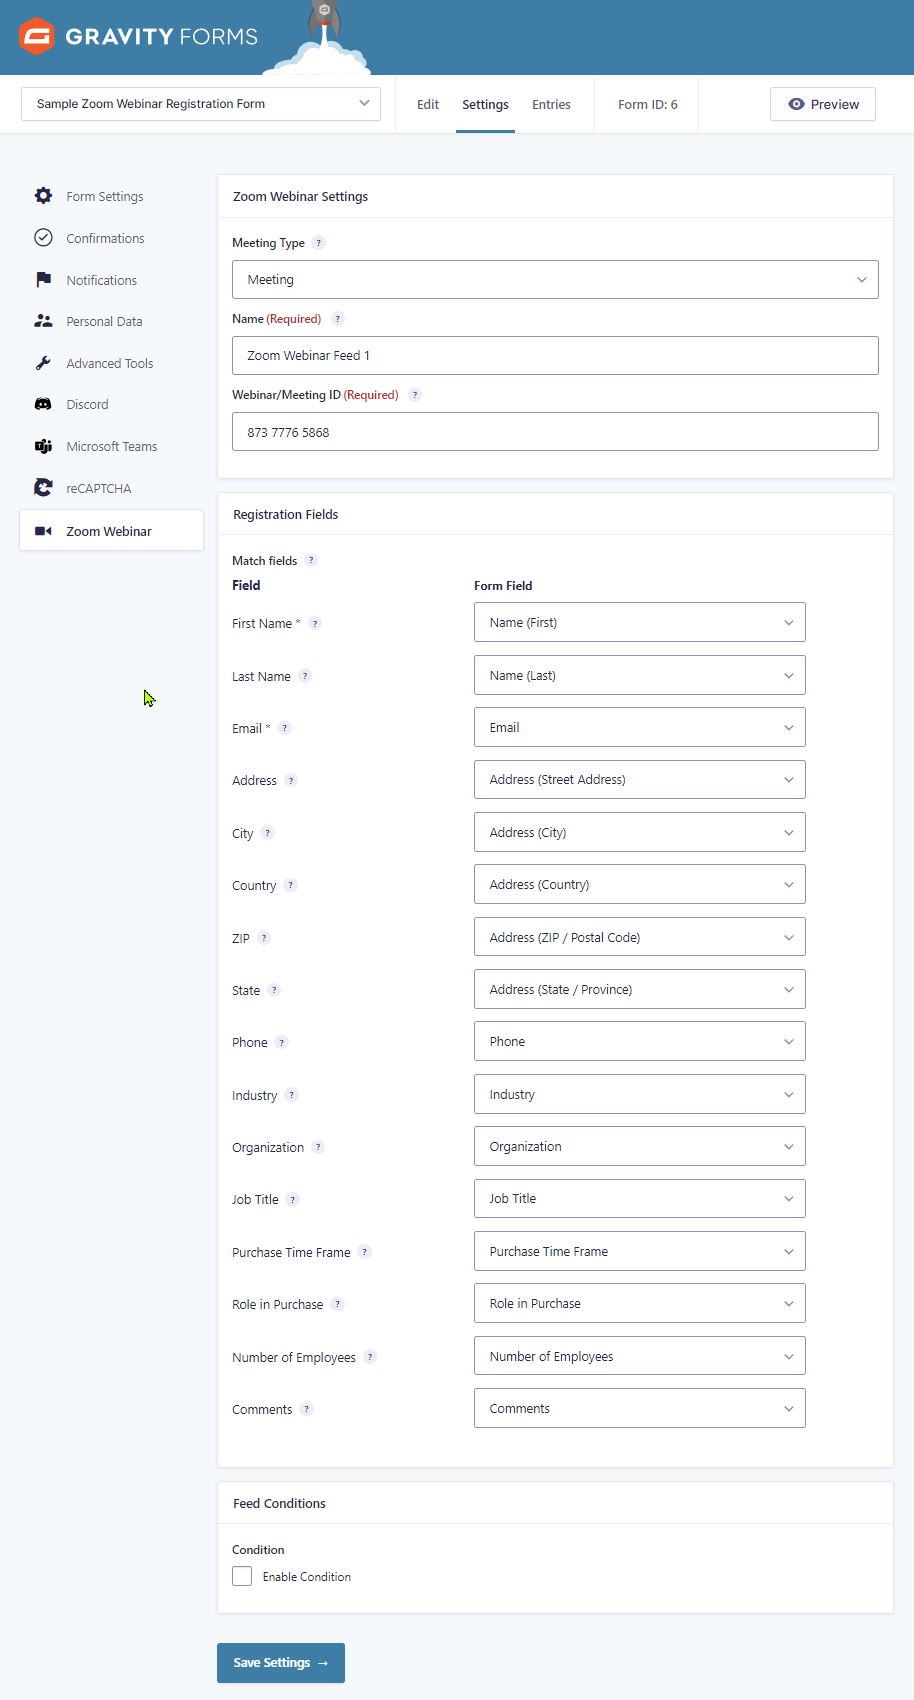 GRAVITY FORMS
Sample Zoom Webinar Registration Form
Edit Settings Entries Form ID: 6 Preview
Form Settings
Confirmations
Notifications
Personal Data
Advanced Tools
Discord
Microsoft Teams
reCAPTCHA
Zoom Webinar
Zoom Webinar Settings
Meeting Type ?
Meeting
Name (Required) ?
Zoom Webinar Feed 1
Webinar/Meeting ID (Required) ?
873 7776 5868
Registration Fields
Match fields ?
Field Form Field
First Name * ? Name (First)
Last Name ? Name (Last)
Email * ? Email
Address ? Address (Street Address)
City ? Address (City)
Country ? Address (Country)
ZIP ? Address (ZIP / Postal Code)
State ? Address (State / Province)
Phone ? Phone
Industry ? Industry
Organization ? Organization
Job Title ? Job Title
Purchase Time Frame ? Purchase Time Frame
Role in Purchase ? Role in Purchase
Number of Employees ? Number of Employees
Comments ? Comments
Feed Conditions
Condition
Enable Condition
Save Settings →